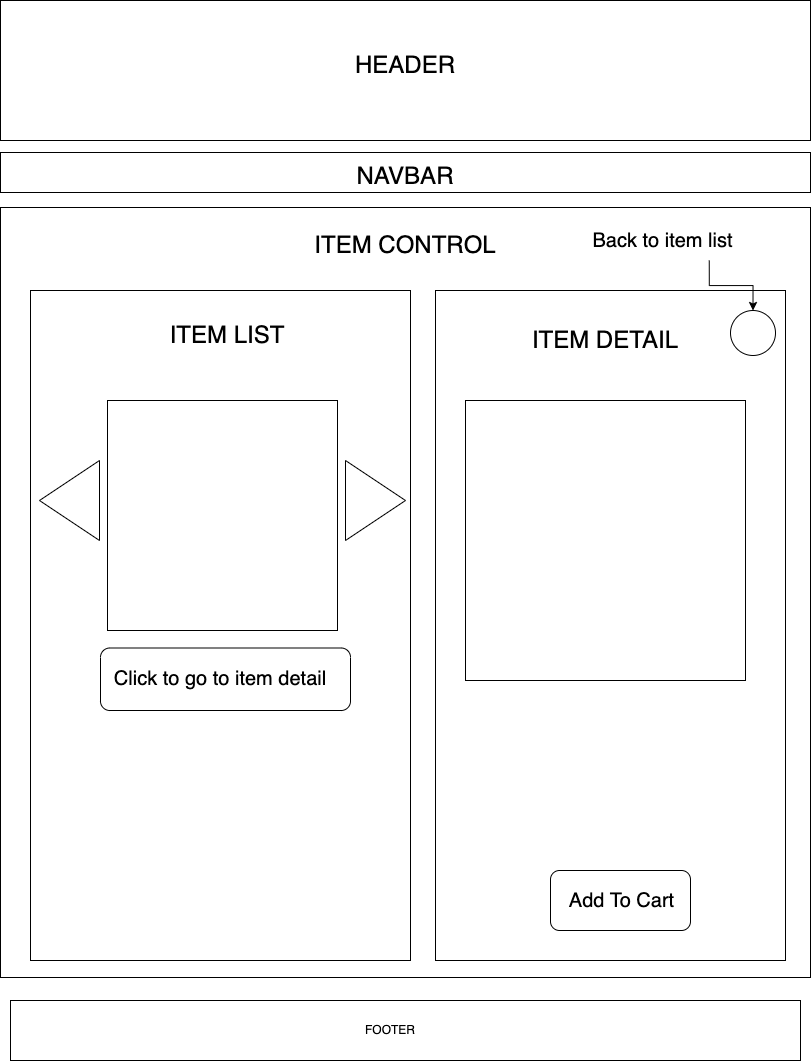 HEADER
NAVBAR
ITEM CONTROL
Back to item list
ITEM LIST
ITEM DETAIL
Click to go to item detail
Add To Cart
FOOTER